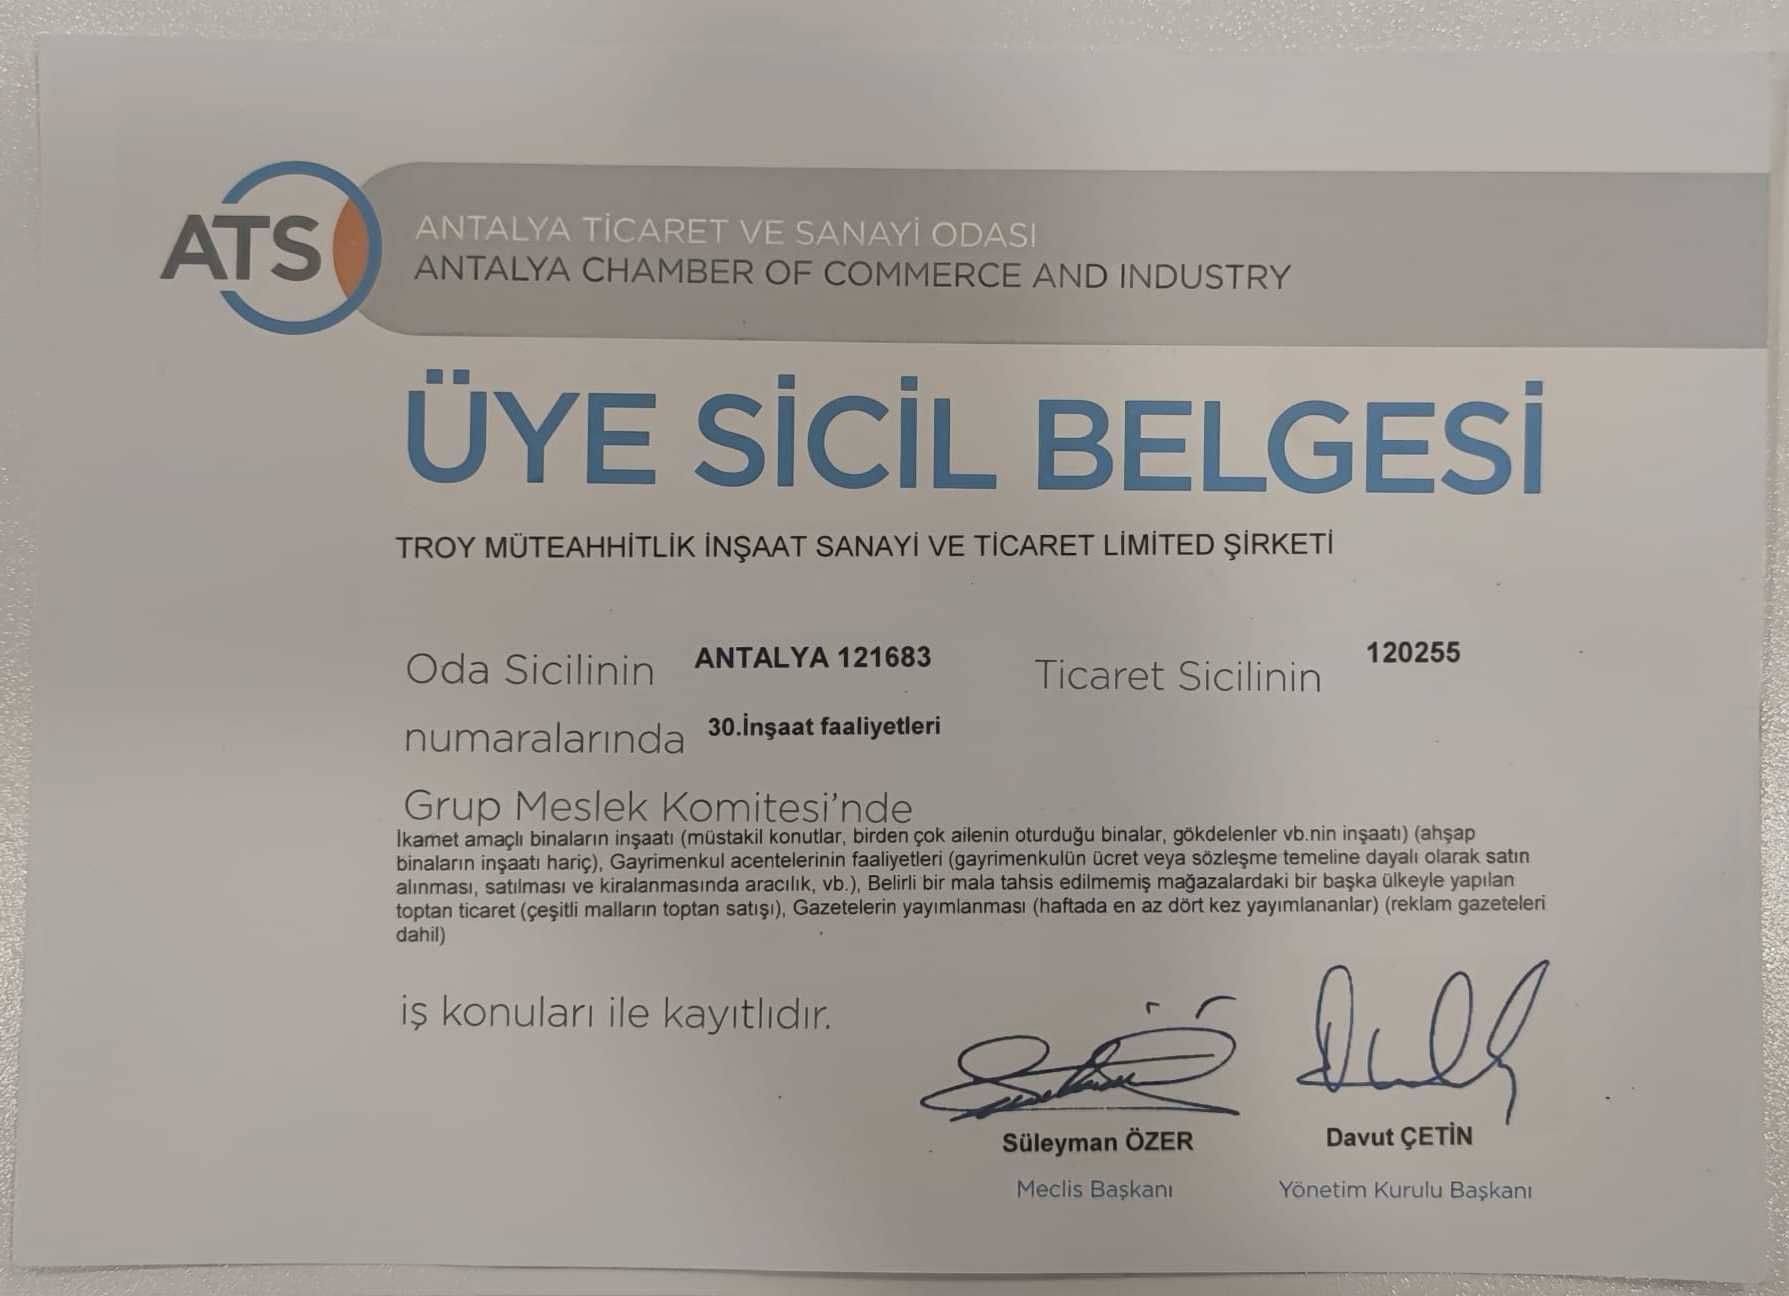 ATSO
ANTALYA TİCARET VE SANAYİ ODASI
ANTALYA CHAMBER OF COMMERCE AND INDUSTRY
ÜYE SİCİL BELGESİ
TROY MÜTEAHHİTLİK İNŞAAT SANAYİ VE TİCARET LİMİTED ŞİRKETİ
Oda Sicilinin ANTALYA 121683 Ticaret Sicilinin 120255
numaralarında 30.İnşaat faaliyetleri
Grup Meslek Komitesi'nde
İkamet amaçlı binaların inşaatı (müstakil konutlar, birden çok ailenin oturduğu binalar, gökdelenler vb.nin inşaatı) (ahşap
binaların inşaatı hariç), Gayrimenkul acentelerinin faaliyetleri (gayrimenkulün ücret veya sözleşme temeline dayalı olarak satın
alınması, satılması ve kiralanmasında aracılık, vb.), Belirli bir mala tahsis edilmemiş mağazalardaki bir başka ülkeyle yapılan
toptan ticaret (çeşitli malların toptan satışı), Gazetelerin yayımlanması (haftada en az dört kez yayımlananlar) (reklam gazeteleri
dahil)
iş konuları ile kayıtlıdır.
Süleyman ÖZER Davut ÇETİN
Meclis Başkanı Yönetim Kurulu Başkanı